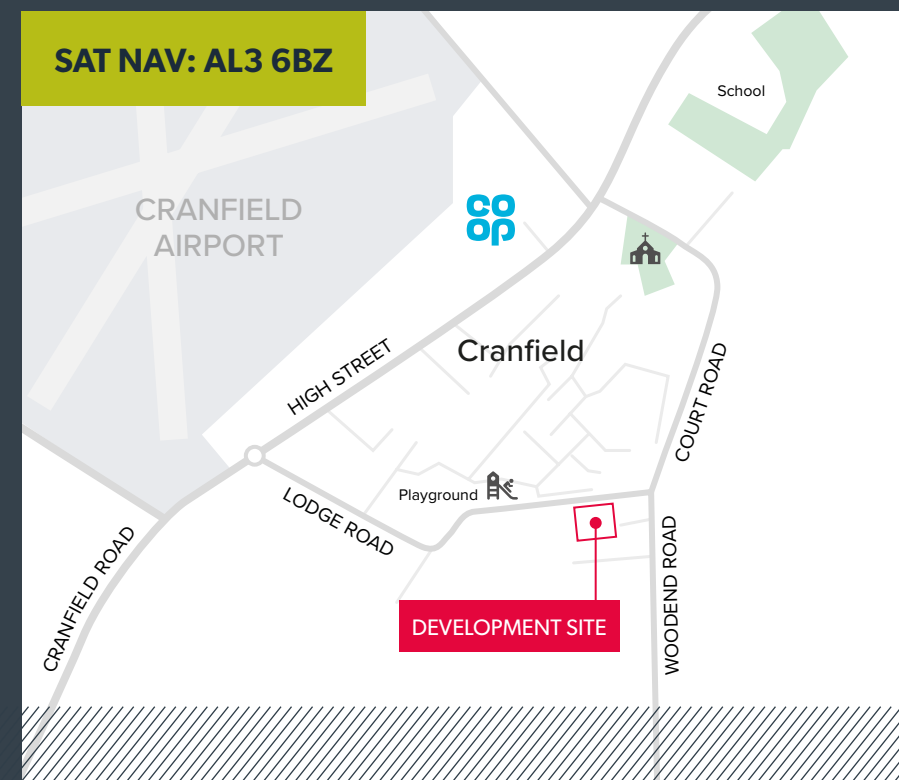 SAT NAV: AL3 6BZ
School
CRANFIELD
AIRPORT
co
op
Cranfield
HIGH STREET
COURT ROAD
Playground
LODGE ROAD
CRANFIELD ROAD
WOODEND ROAD
DEVELOPMENT SITE